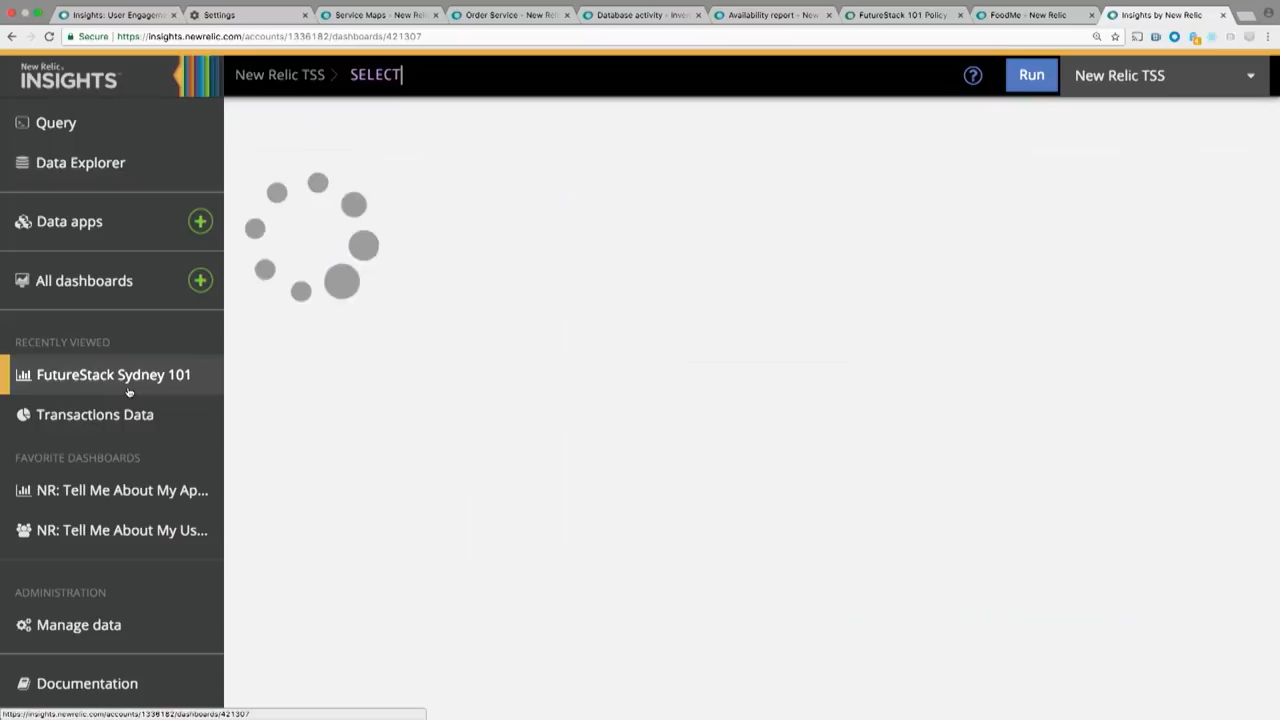 Insights: User Engagem
Settings
Service Maps - New Reli
Order Service - New Reli
Database activity - Inven
Availability report - New
FutureStack 101 Policy
FoodMe - New Relic
Insights by New Relic
Secure https://insights.newrelic.com/accounts/1336182/dashboards/421307
New Relic
INSIGHTS
New Relic TSS > SELECT
?
Run
New Relic TSS
Query
Data Explorer
Data apps
All dashboards
RECENTLY VIEWED
FutureStack Sydney 101
Transactions Data
FAVORITE DASHBOARDS
NR: Tell Me About My Ap...
NR: Tell Me About My Us...
ADMINISTRATION
Manage data
Documentation
https://insights.newrelic.com/accounts/1336182/dashboards/421307